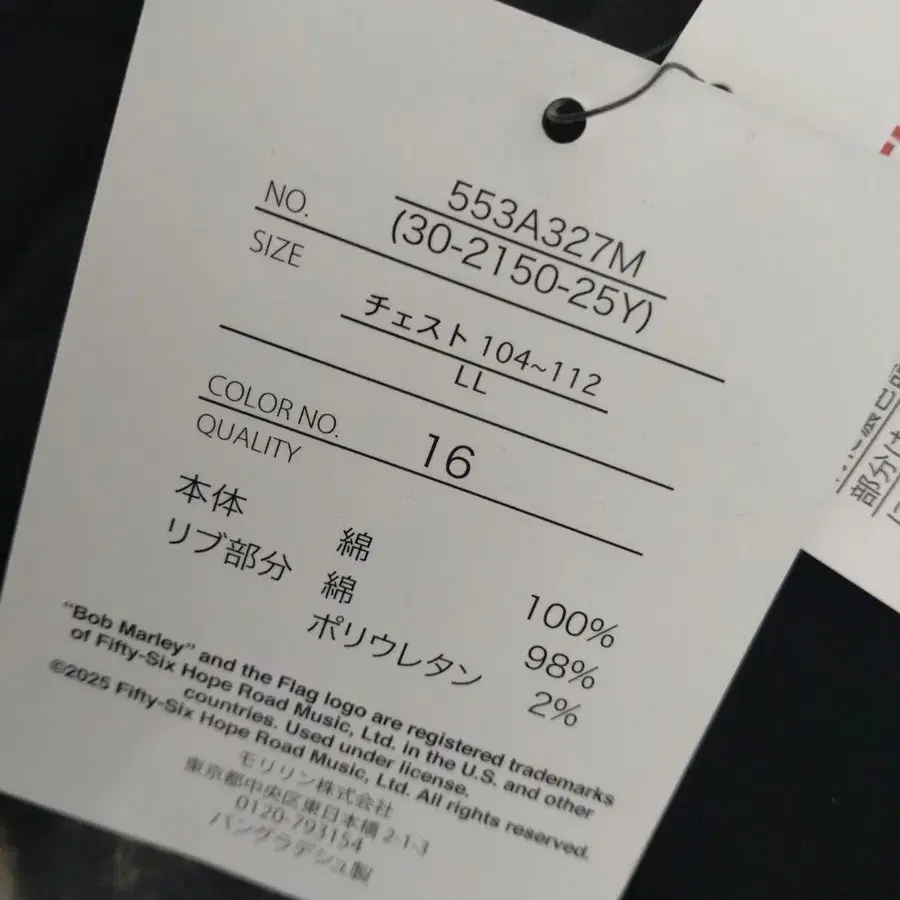 NO. 553A327M
(30-2150-25Y)
SIZE
チェスト 104~112
LL
COLOR NO. 16
QUALITY
本体 綿 100%
リブ部分 綿 98%
ポリウレタン 2%
"Bob Marley" and the Flag logo are registered trademarks
of Fifty-Six Hope Road Music, Ltd. in the U.S. and other
countries. Used under license.
©2025 Fifty-Six Hope Road Music, Ltd. All rights reserved.
モリリン株式会社
東京都中央区東日本橋2-1-3
0120-793154
バングラデシュ製
部分は